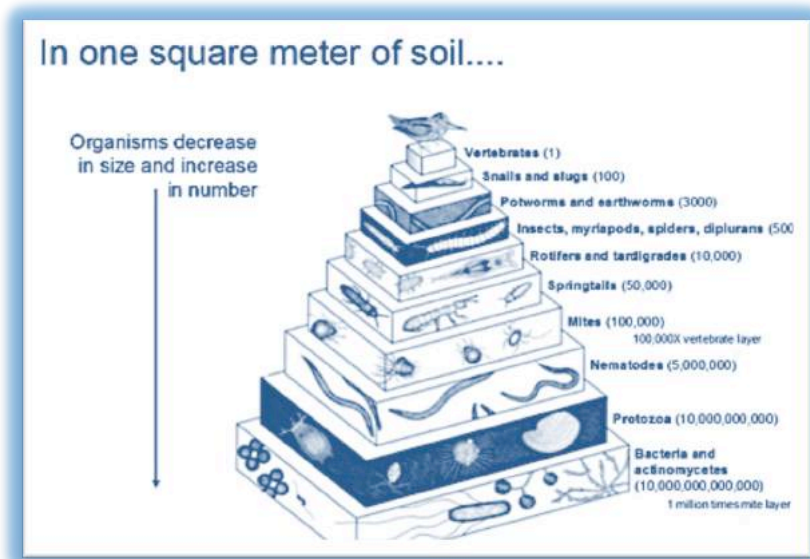 In one square meter of soil....
Organisms decrease
in size and increase
in number
Vertebrates (1)
Snails and slugs (100)
Potworms and earthworms (3000)
Insects, myriapods, spiders, diplurans (500
Rotifers and tardigrades (10,000)
Springtails (50,000)
Mites (100,000)
100,000X vertebrate layer
Nematodes (5,000,000)
Protozoa (10,000,000,000)
Bacteria and
actinomycetes
(10,000,000,000,000)
1 million times mite layer